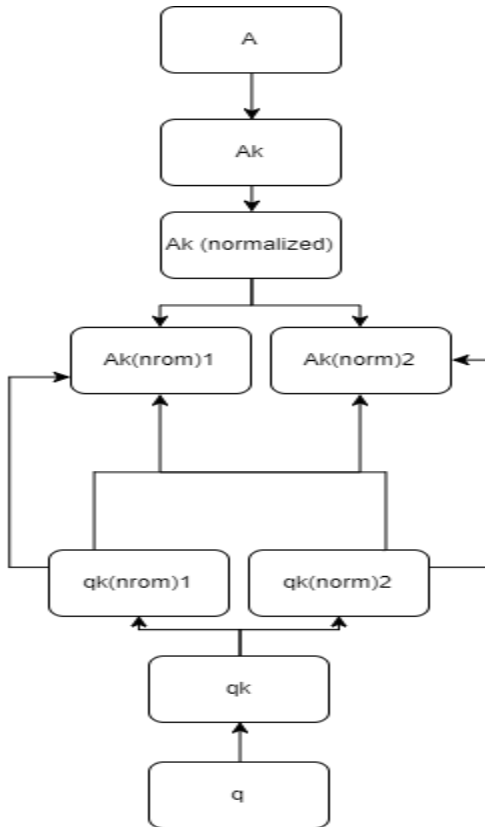 A
Ak
Ak (normalized)
Ak(nrom)1
Ak(norm)2
qk(nrom)1
qk(norm)2
qk
q